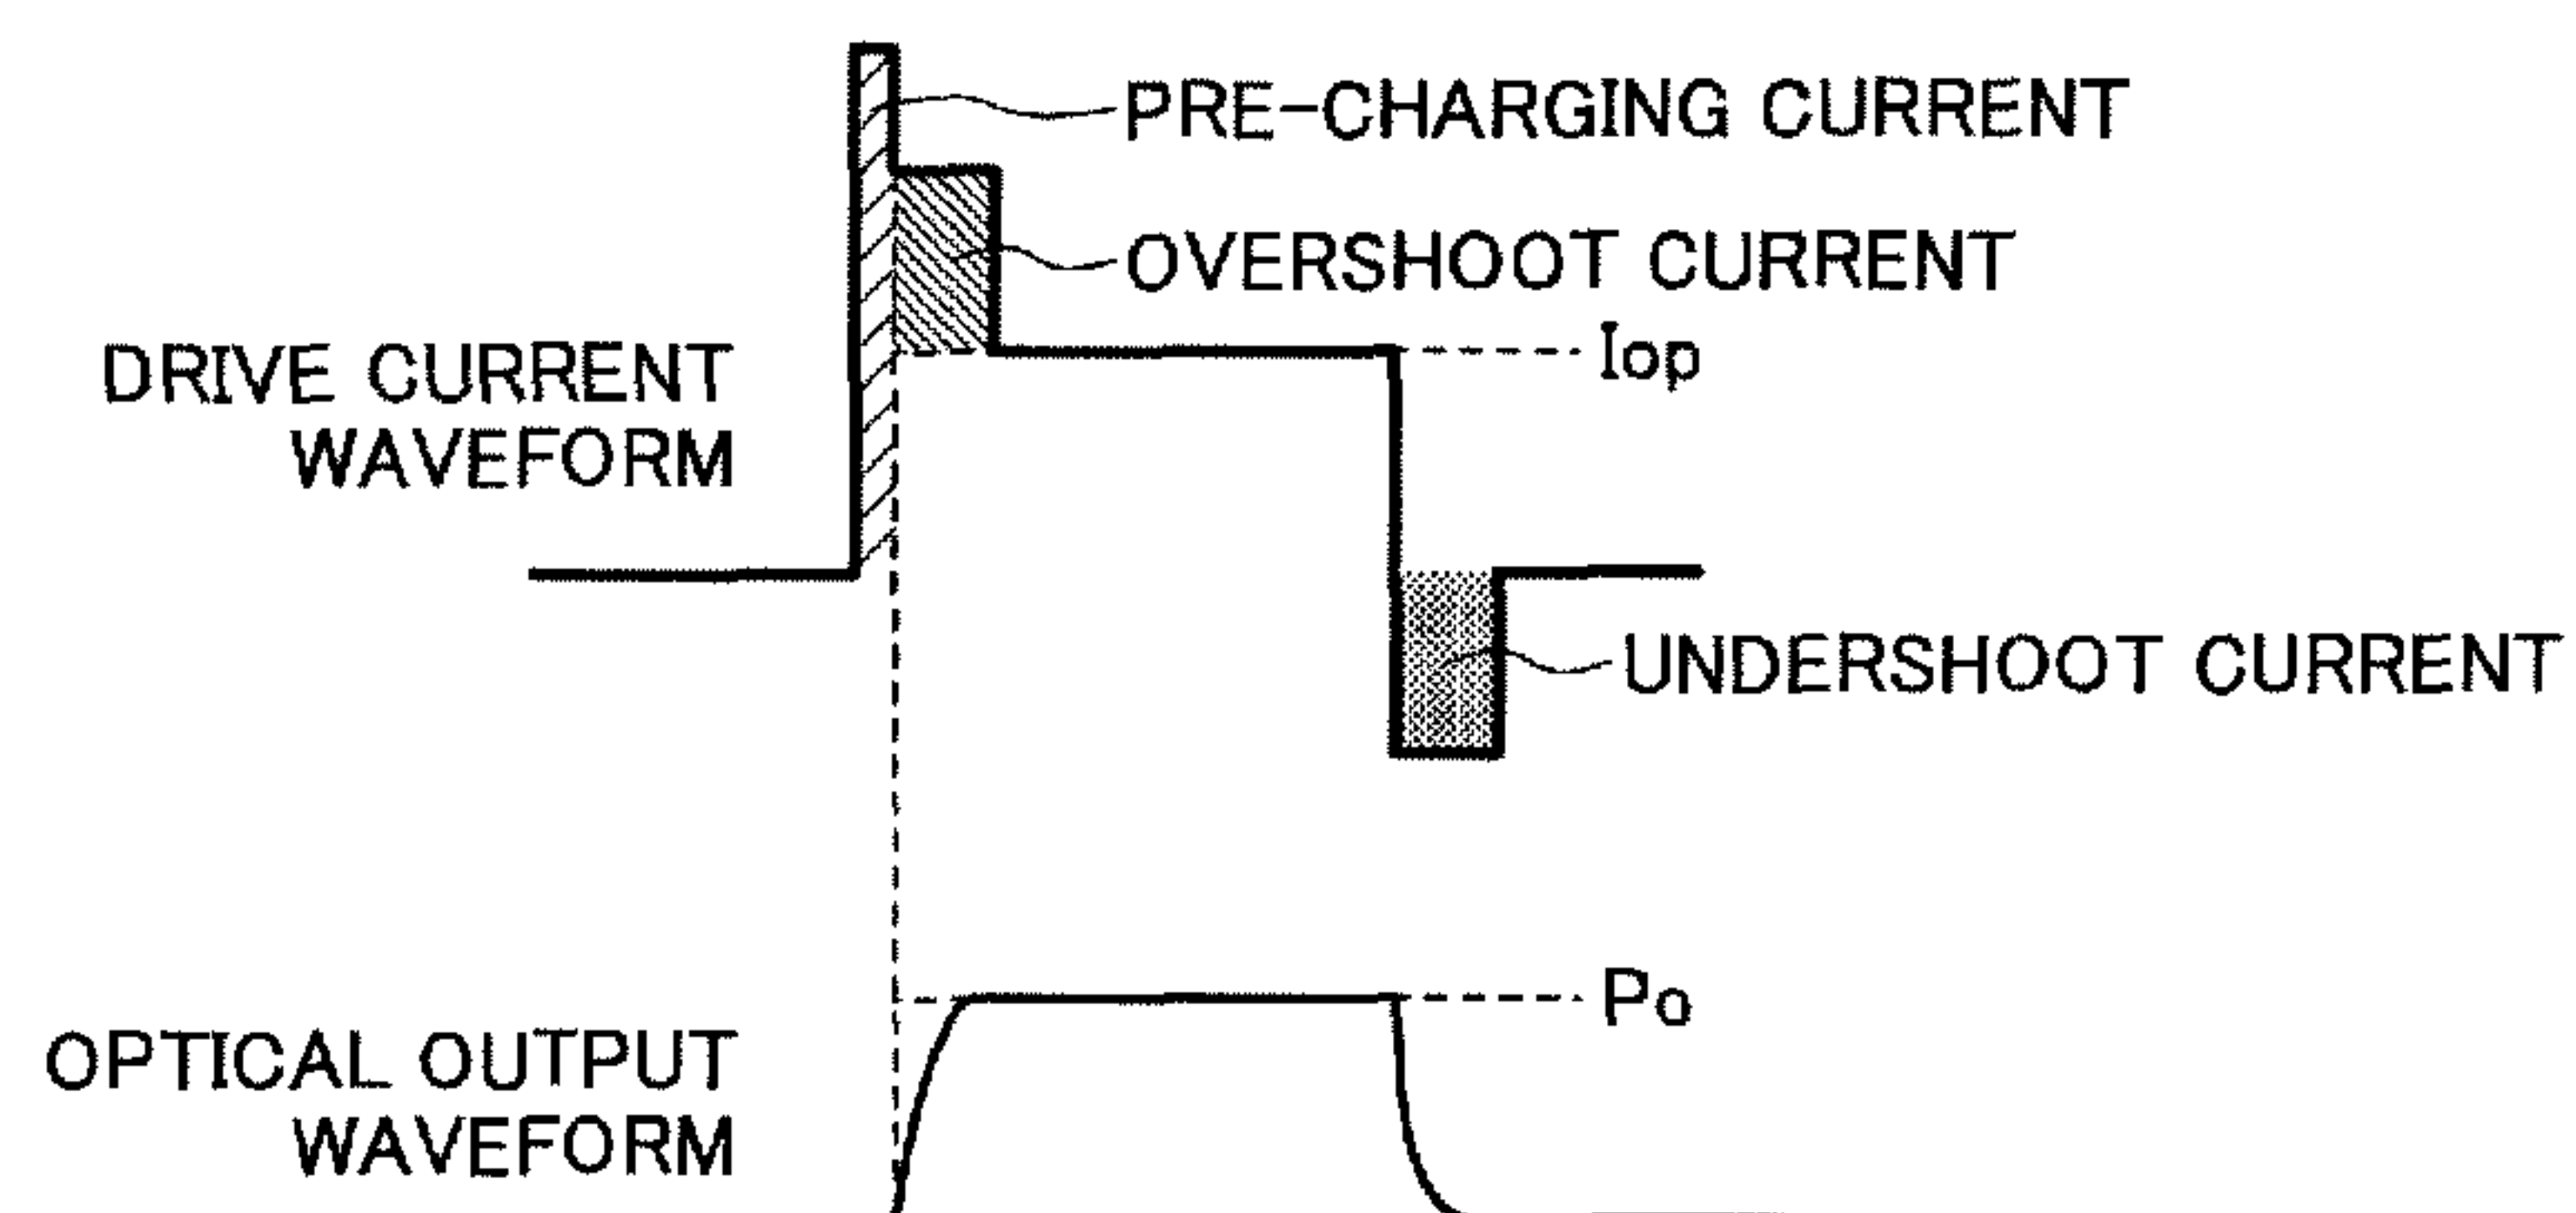 PRE-CHARGING CURRENT
OVERSHOOT CURRENT
Iop
DRIVE CURRENT
WAVEFORM
UNDERSHOOT CURRENT
Po
OPTICAL OUTPUT
WAVEFORM